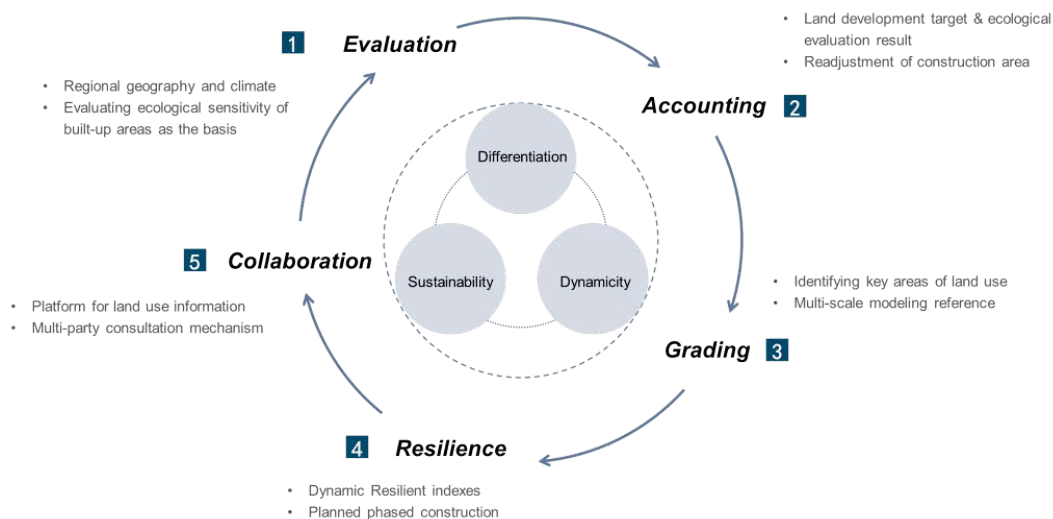 1 Evaluation
• Regional geography and climate
• Evaluating ecological sensitivity of
built-up areas as the basis
• Land development target & ecological
evaluation result
• Readjustment of construction area
Accounting 2
Differentiation
Sustainability
Dynamicity
• Identifying key areas of land use
• Multi-scale modeling reference
Grading 3
4 Resilience
• Dynamic Resilient indexes
• Planned phased construction
5 Collaboration
• Platform for land use information
• Multi-party consultation mechanism